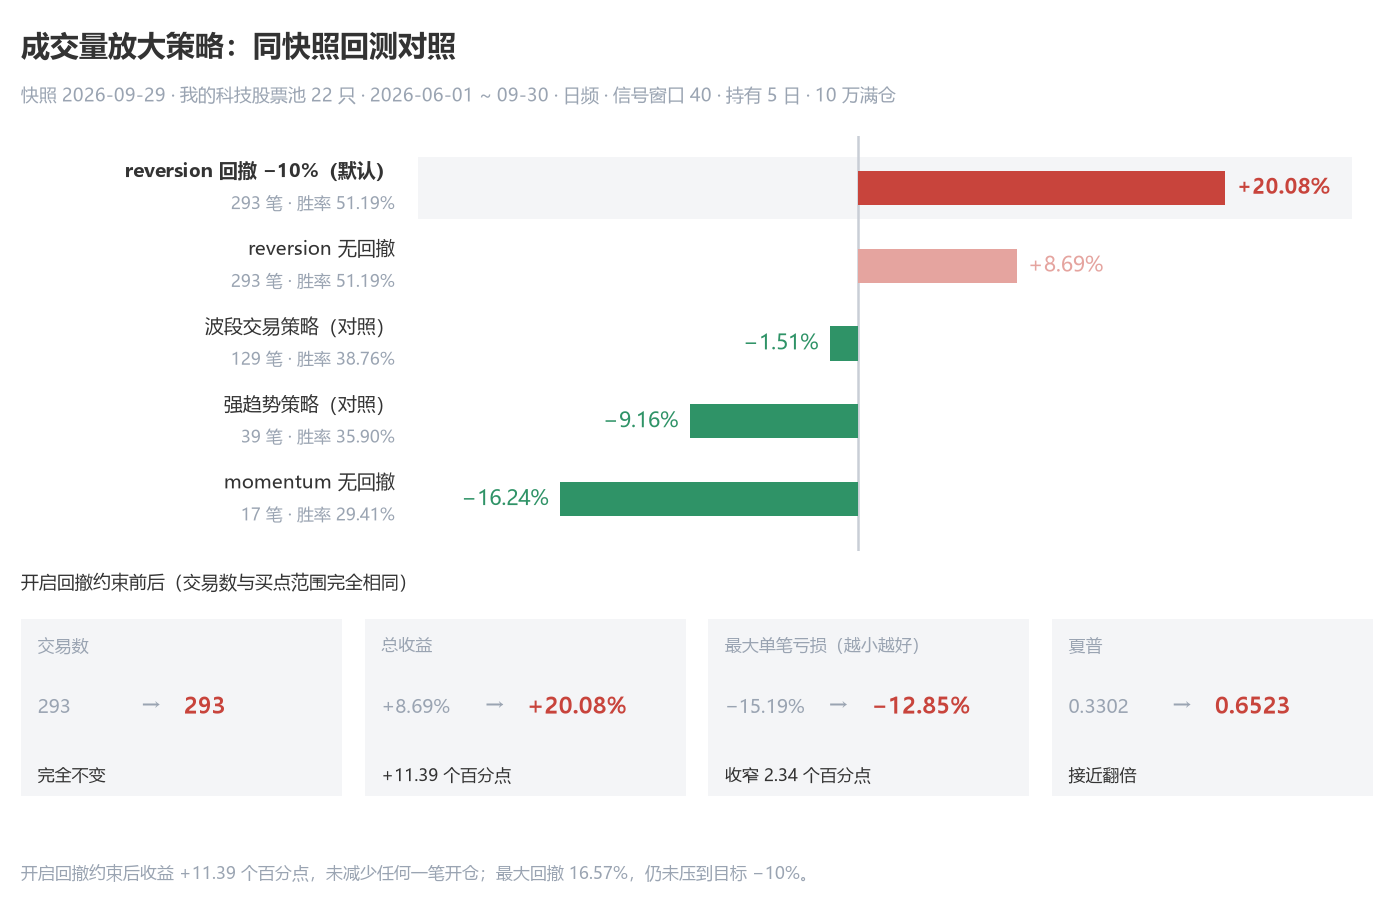 成交量放大策略：同快照回测对照
快照 2026-09-29 · 我的科技股票池 22 只 · 2026-06-01 ~ 09-30 · 日频 · 信号窗口 40 · 持有 5 日 · 10 万满仓
reversion 回撤 −10%（默认）
293 笔 · 胜率 51.19%
+20.08%
reversion 无回撤
293 笔 · 胜率 51.19%
+8.69%
波段交易策略（对照）
129 笔 · 胜率 38.76%
−1.51%
强趋势策略（对照）
39 笔 · 胜率 35.90%
−9.16%
momentum 无回撤
17 笔 · 胜率 29.41%
−16.24%
开启回撤约束前后（交易数与买点范围完全相同）
交易数
293 → 293
完全不变
总收益
+8.69% → +20.08%
+11.39 个百分点
最大单笔亏损（越小越好）
−15.19% → −12.85%
收窄 2.34 个百分点
夏普
0.3302 → 0.6523
接近翻倍
开启回撤约束后收益 +11.39 个百分点，未减少任何一笔开仓；最大回撤 16.57%，仍未压到目标 −10%。